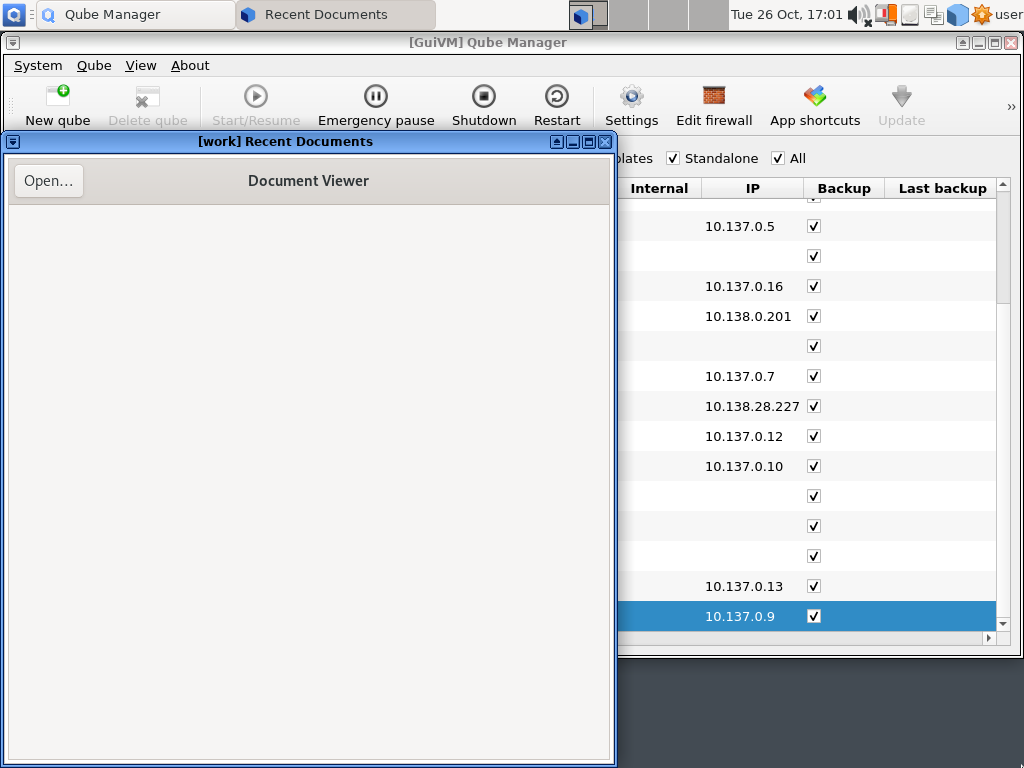 Qube Manager
Recent Documents
Tue 26 Oct, 17:01
user
[GuiVM] Qube Manager
System Qube View About
New qube Delete qube Start/Resume Emergency pause Shutdown Restart Settings Edit firewall App shortcuts Update
[work] Recent Documents
Open...
Document Viewer
plates Standalone All
Internal IP Backup Last backup
10.137.0.5
10.137.0.16
10.138.0.201
10.137.0.7
10.138.28.227
10.137.0.12
10.137.0.10
10.137.0.13
10.137.0.9